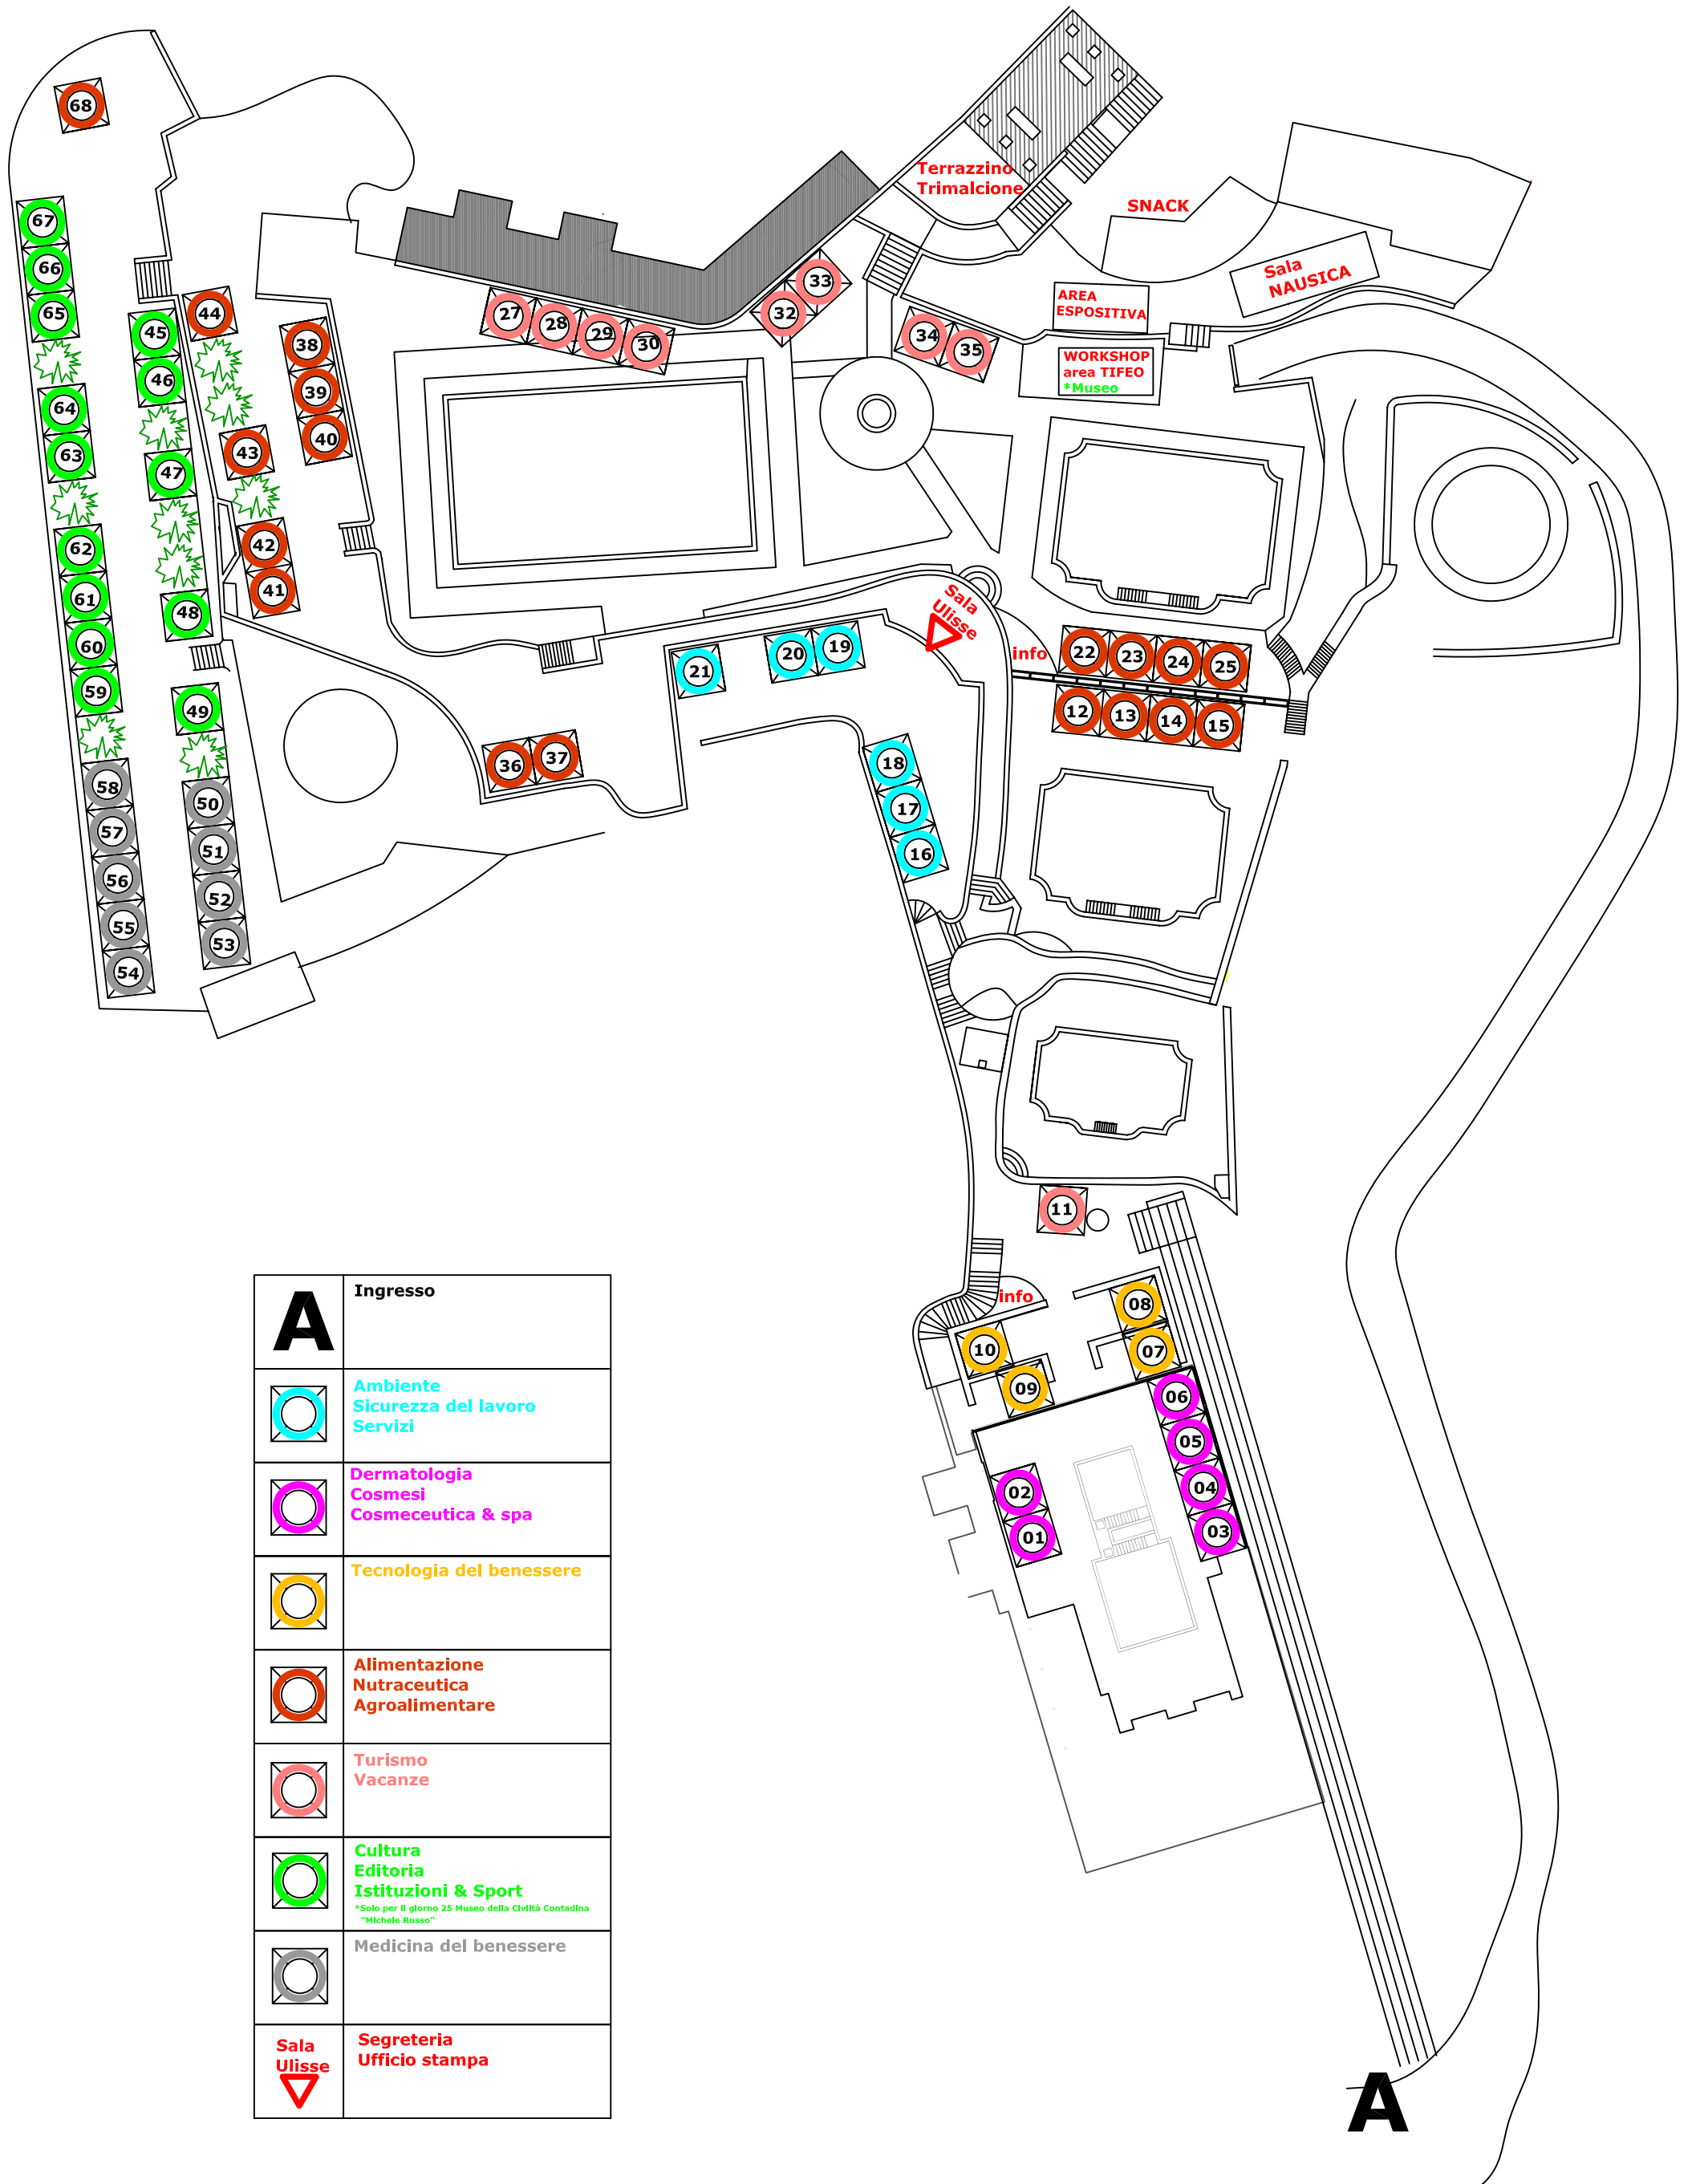 68
Terrazzino
Trimalcione
SNACK
Sala
NAUSICA
AREA
ESPOSITIVA
WORKSHOP
area TIFEO
*Museo
67
66
65
64
63
62
61
60
59
58
57
56
55
54
45
46
47
48
49
50
51
52
53
44
43
42
41
38
39
40
27
28
29
30
32
33
34
35
36
37
21
20
19
Sala
Ulisse
info
22
23
24
25
12
13
14
15
18
17
16
11
info
10
09
08
07
06
05
04
03
02
01
A
Ingresso
Ambiente
Sicurezza del lavoro
Servizi
Dermatologia
Cosmesi
Cosmeceutica & spa
Tecnologia del benessere
Alimentazione
Nutraceutica
Agroalimentare
Turismo
Vacanze
Cultura
Editoria
Istituzioni & Sport
*Solo per il giorno 25 Museo della Civiltà Contadina
"Michele Russo"
Medicina del benessere
Sala
Ulisse
Segreteria
Ufficio stampa
A